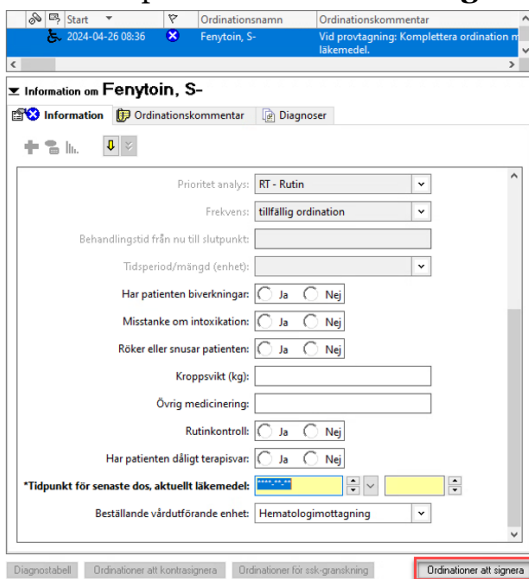 Start Ordinationsnamn Ordinationskommentar
2024-04-26 08:36 Fenytoin, S- Vid provtagning: Komplettera ordination
läkemedel.
Information om Fenytoin, S-
Information Ordinationskommentar Diagnoser
Prioritet analys: RT - Rutin
Frekvens: tillfällig ordination
Behandlingstid från nu till slutpunkt:
Tidsperiod/mängd (enhet):
Har patienten biverkningar: Ja Nej
Misstanke om intoxikation: Ja Nej
Röker eller snusar patienten: Ja Nej
Kroppsvikt (kg):
Övrig medicinering:
Rutinkontroll: Ja Nej
Har patienten dåligt terapisvar: Ja Nej
*Tidpunkt för senaste dos, aktuellt läkemedel: ****-**-**
Beställande vårdutförande enhet: Hematologimottagning
Diagnostabell Ordinationer att kontrasignera Ordinationer för ssk-granskning Ordinationer att signera